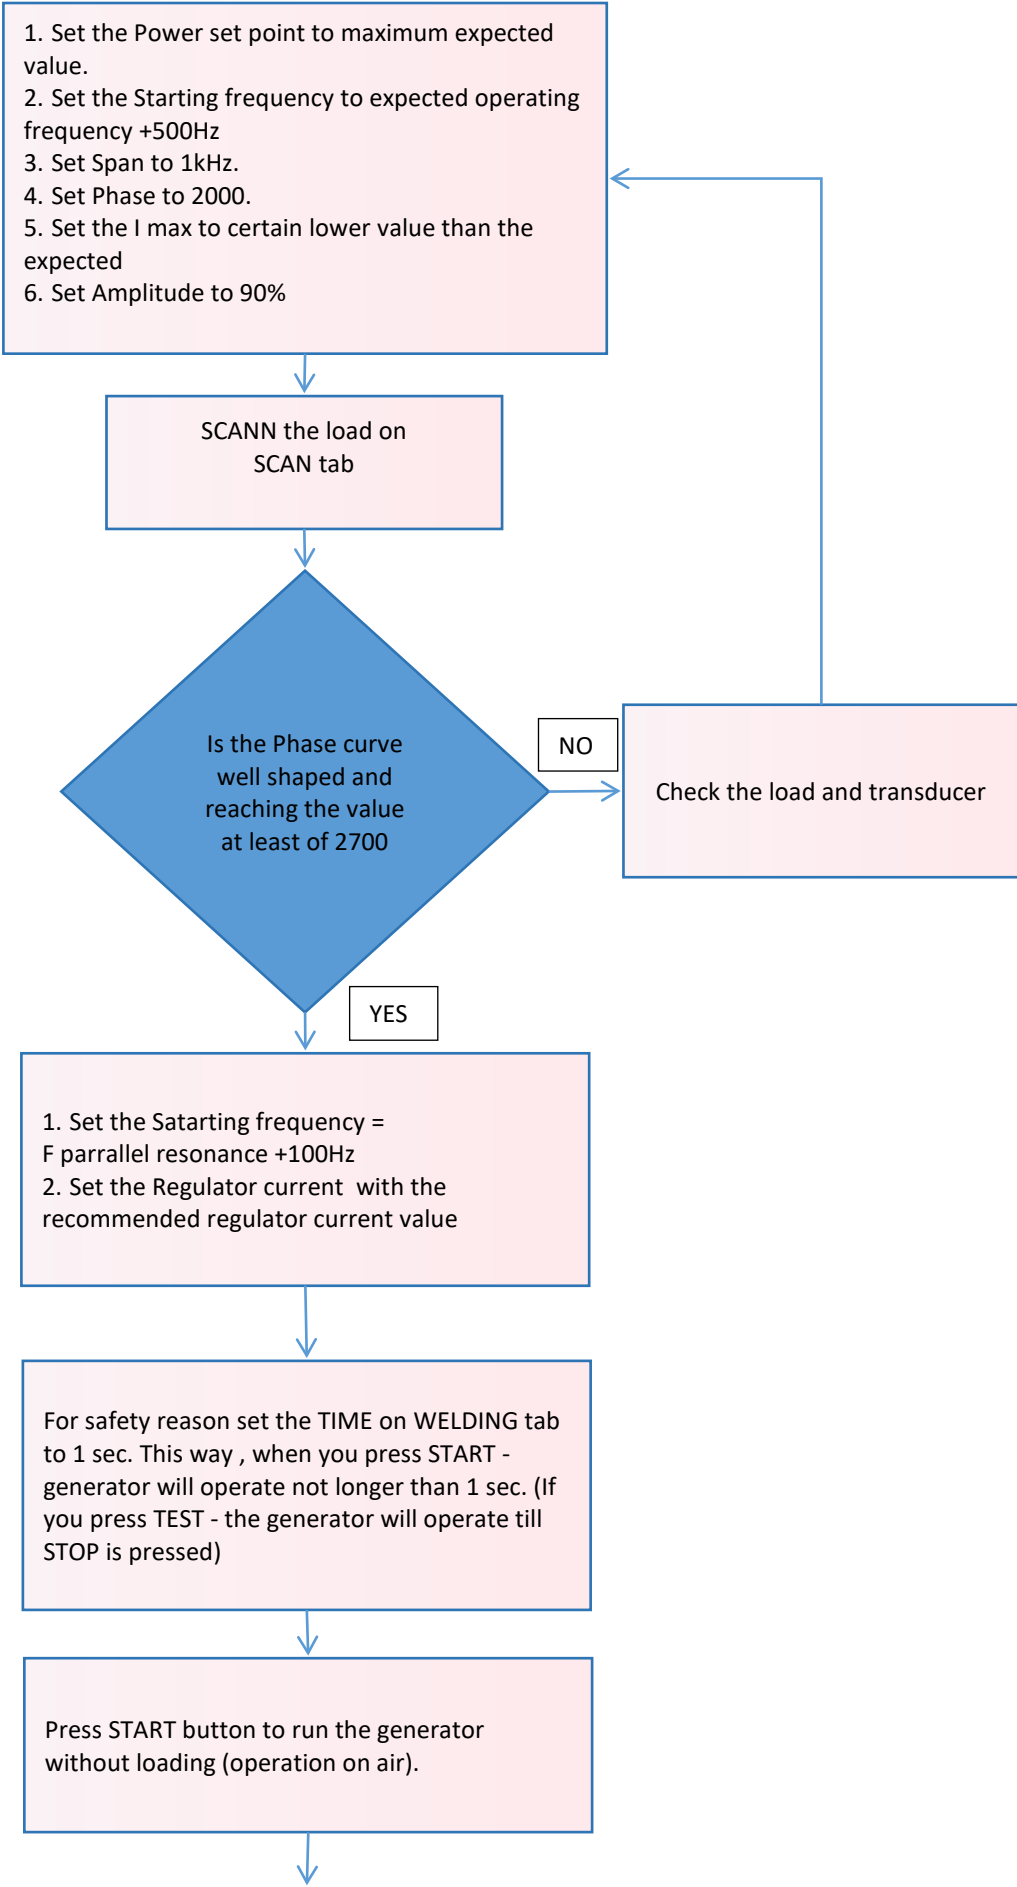 1. Set the Power set point to maximum expected
value.
2. Set the Starting frequency to expected operating
frequency +500Hz
3. Set Span to 1kHz.
4. Set Phase to 2000.
5. Set the I max to certain lower value than the
expected
6. Set Amplitude to 90%
SCANN the load on
SCAN tab
Is the Phase curve
well shaped and
reaching the value
at least of 2700
NO
Check the load and transducer
YES
1. Set the Satarting frequency =
F parrallel resonance +100Hz
2. Set the Regulator current  with the
recommended regulator current value
For safety reason set the TIME on WELDING tab
to 1 sec. This way , when you press START -
generator will operate not longer than 1 sec. (If
you press TEST - the generator will operate till
STOP is pressed)
Press START button to run the generator
without loading (operation on air).